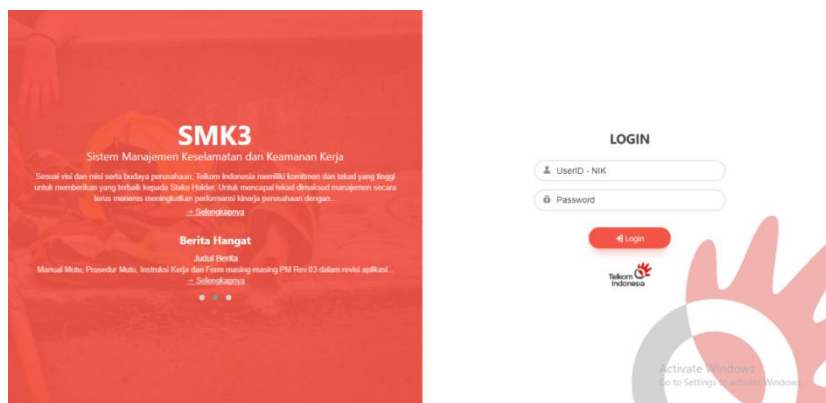 SMK3
Sistem Manajemen Keselamatan dan Keamanan Kerja
Sesuai visi dan misi serta budaya perusahaan, Telkom Indonesia memiliki komitmen dan tekad yang tinggi
untuk memberikan yang terbaik kepada Stake Holder. Untuk mencapai tekad dimaksud manajemen secara
terus menerus meningkatkan performansi kinerja perusahaan dengan...
→ Selengkapnya
Berita Hangat
Judul Berita
Manual Mutu, Prosedur Mutu, Instruksi Kerja dan Form masing-masing PM Rev 03 dalam revisi aplikasi...
→ Selengkapnya
LOGIN
UserID - NIK
Password
Login
Telkom
Indonesia
Activate Windows
Go to Settings to activate Windows.